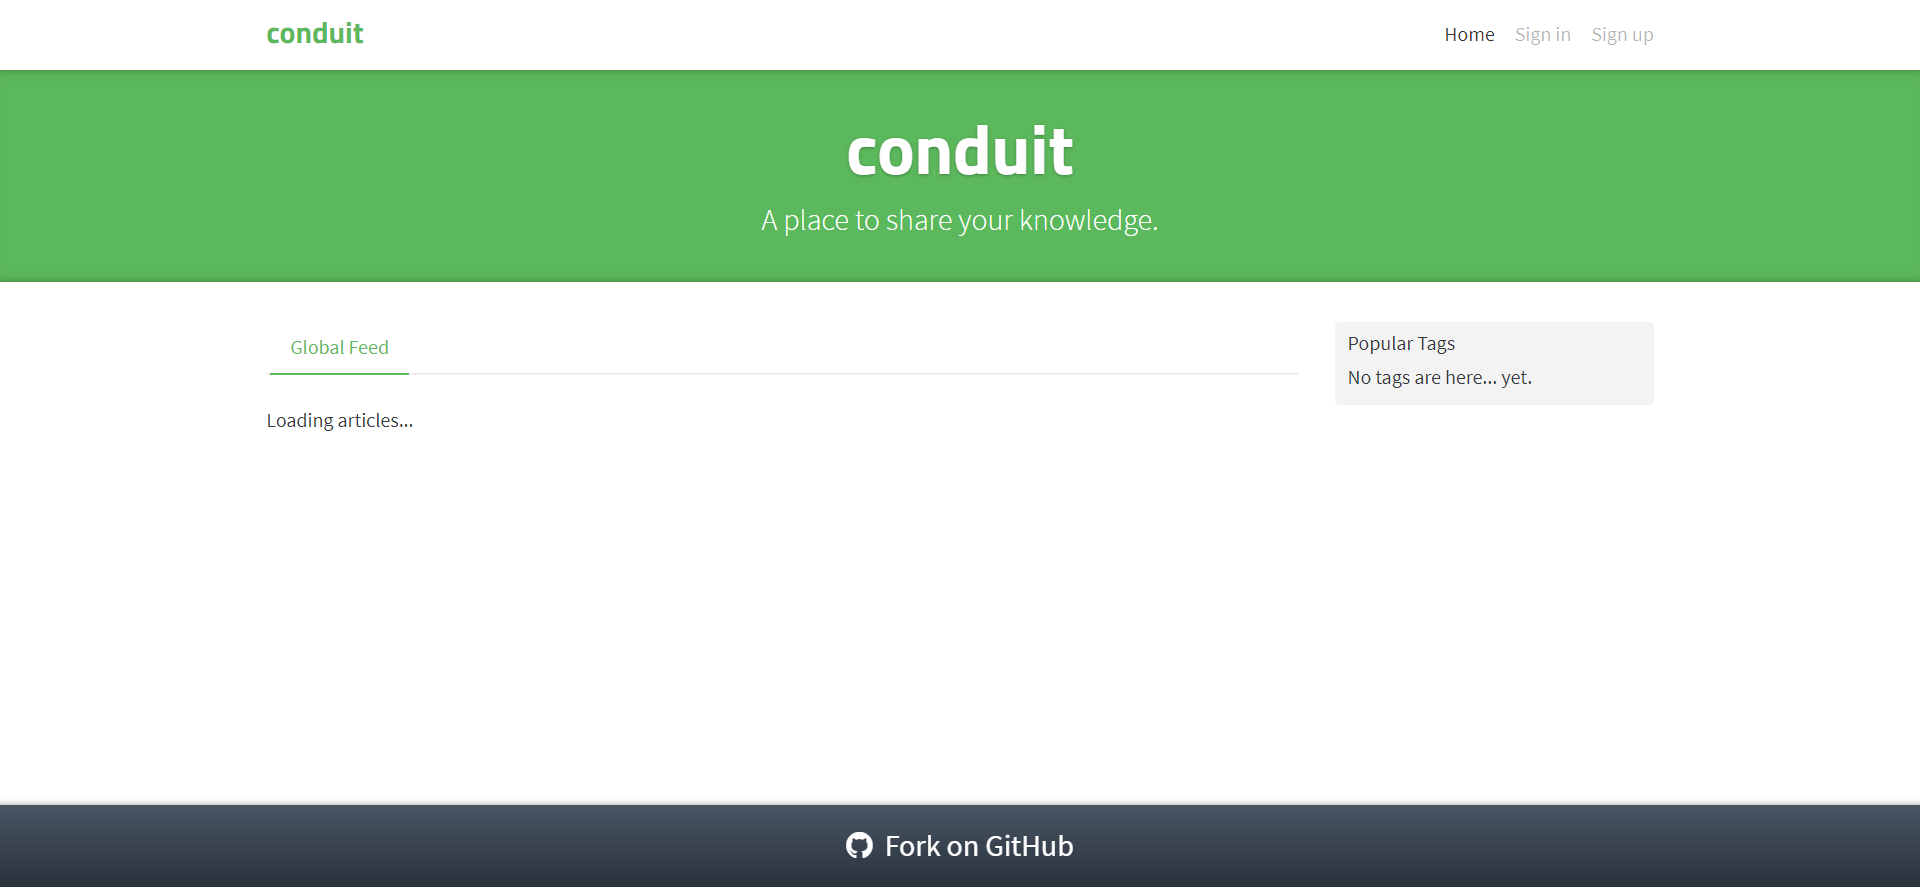 conduit
Home Sign in Sign up
conduit
A place to share your knowledge.
Global Feed
Loading articles...
Popular Tags
No tags are here... yet.
Fork on GitHub